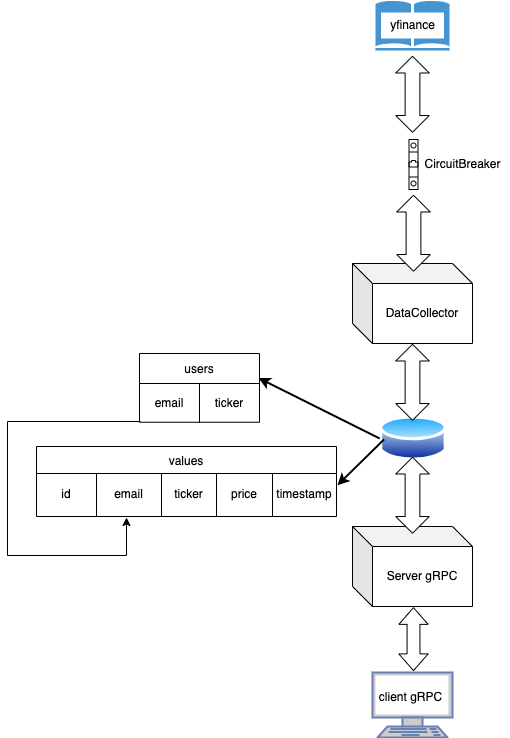 yfinance
CircuitBreaker
DataCollector
users
email ticker
values
id email ticker price timestamp
Server gRPC
client gRPC